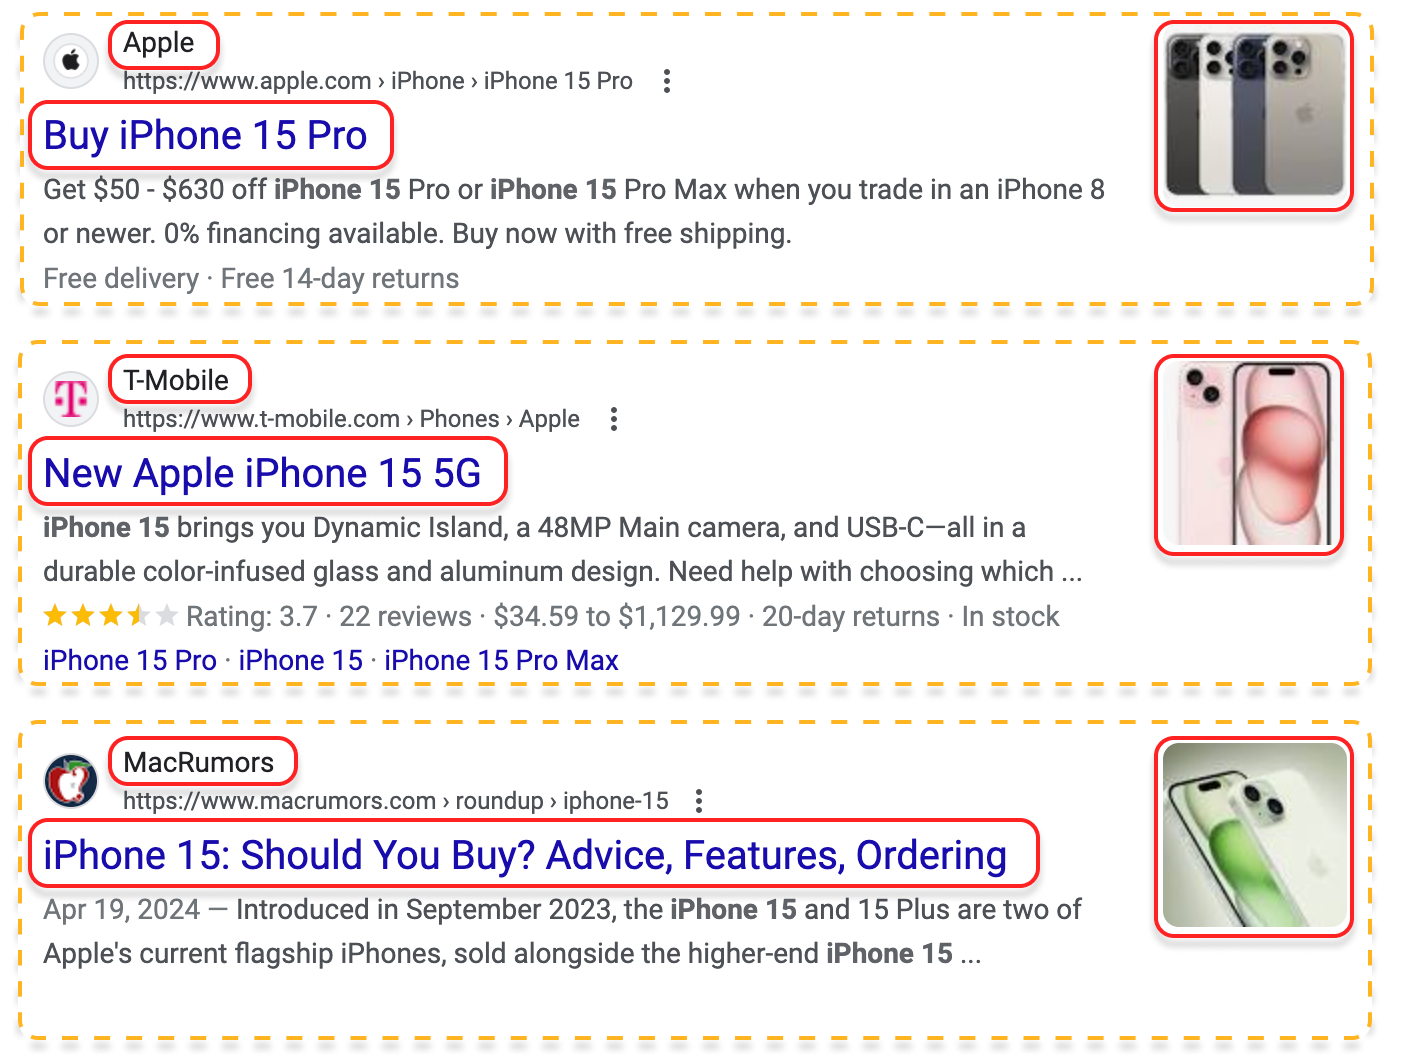 Apple
https://www.apple.com › iPhone › iPhone 15 Pro
Buy iPhone 15 Pro
Get $50 - $630 off iPhone 15 Pro or iPhone 15 Pro Max when you trade in an iPhone 8
or newer. 0% financing available. Buy now with free shipping.
Free delivery · Free 14-day returns
T-Mobile
https://www.t-mobile.com › Phones › Apple
New Apple iPhone 15 5G
iPhone 15 brings you Dynamic Island, a 48MP Main camera, and USB-C—all in a
durable color-infused glass and aluminum design. Need help with choosing which ...
Rating: 3.7 · 22 reviews · $34.59 to $1,129.99 · 20-day returns · In stock
iPhone 15 Pro · iPhone 15 · iPhone 15 Pro Max
MacRumors
https://www.macrumors.com › roundup › iphone-15
iPhone 15: Should You Buy? Advice, Features, Ordering
Apr 19, 2024 — Introduced in September 2023, the iPhone 15 and 15 Plus are two of
Apple's current flagship iPhones, sold alongside the higher-end iPhone 15 ...